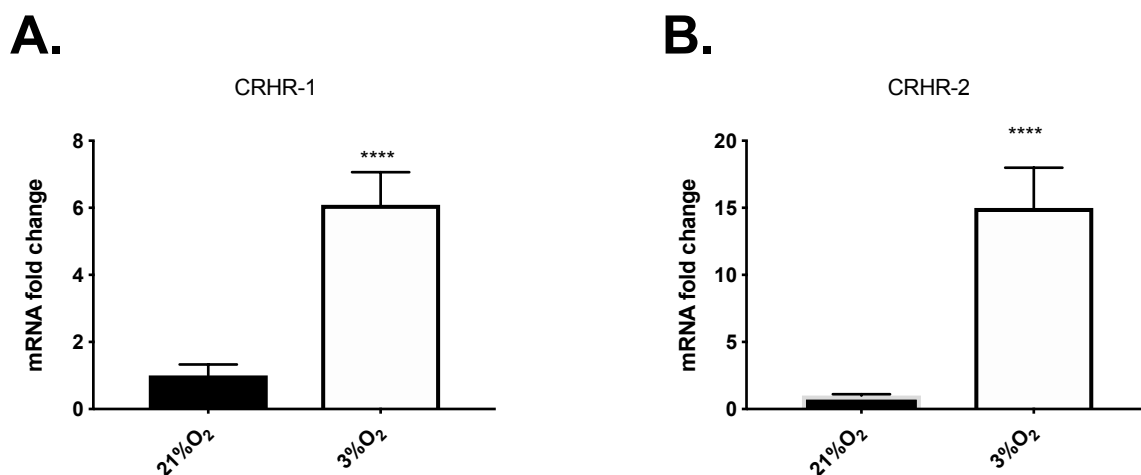 A.
CRHR-1
mRNA fold change
8
6
4
2
0
****
21%O₂
3%O₂
B.
CRHR-2
mRNA fold change
20
15
10
5
0
****
21%O₂
3%O₂